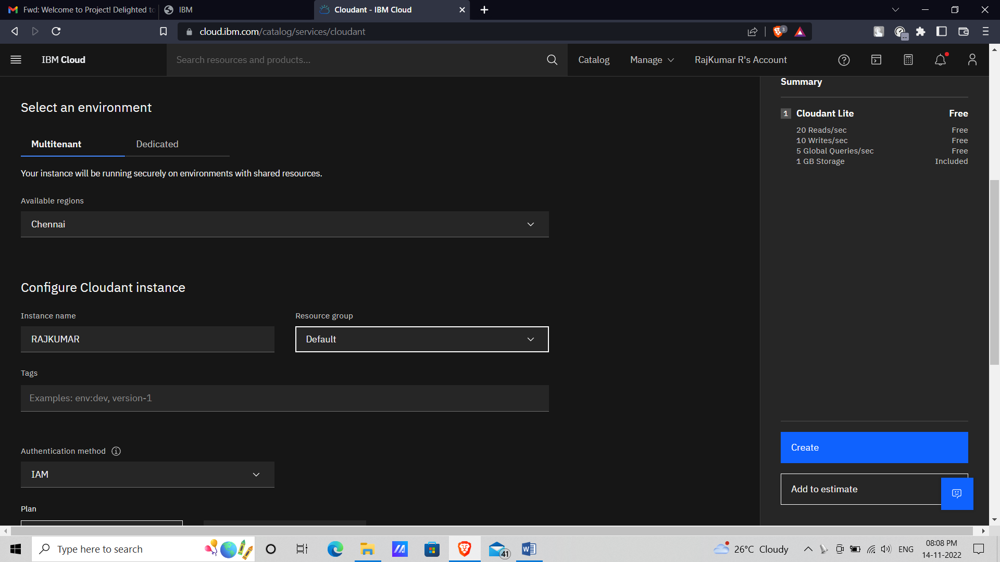 Fwd: Welcome to Project! Delighted to
IBM
Cloudant - IBM Cloud
cloud.ibm.com/catalog/services/cloudant
3
IBM Cloud
Search resources and products...
Catalog
Manage
RajKumar R's Account
Summary
Select an environment
1 Cloudant Lite Free
20 Reads/sec Free
10 Writes/sec Free
5 Global Queries/sec Free
1 GB Storage Included
Multitenant
Dedicated
Your instance will be running securely on environments with shared resources.
Available regions
Chennai
Configure Cloudant instance
Instance name
Resource group
RAJKUMAR
Default
Tags
Examples: env:dev, version-1
Authentication method
IAM
Create
Add to estimate
Plan
Type here to search
41
26°C Cloudy
ENG
08:08 PM
14-11-2022